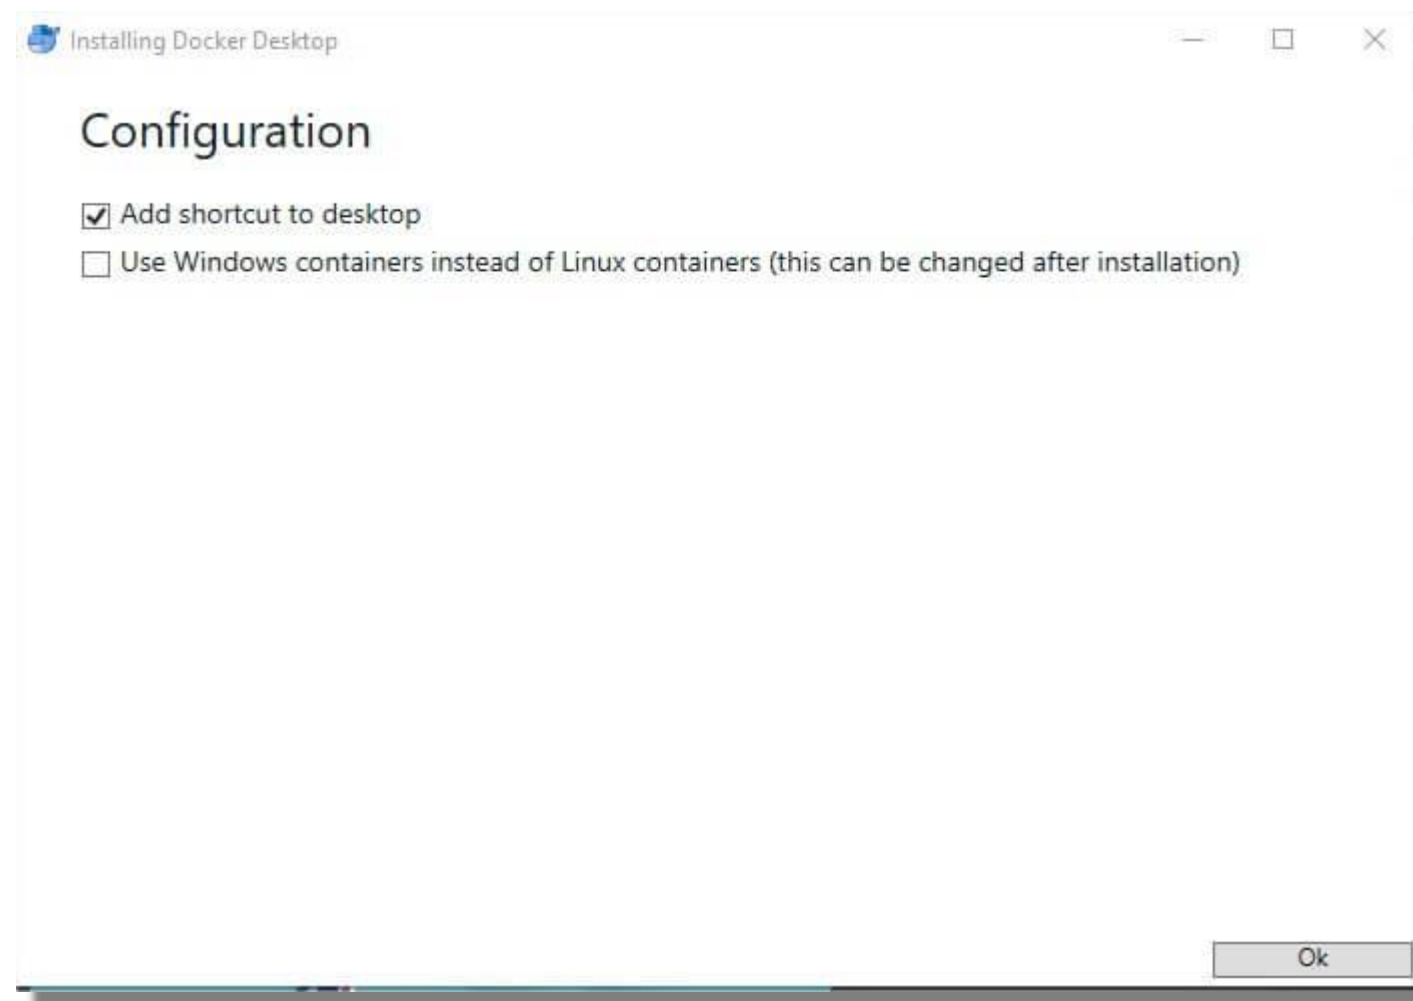 Installing Docker Desktop
Configuration
Add shortcut to desktop
Use Windows containers instead of Linux containers (this can be changed after installation)
Ok